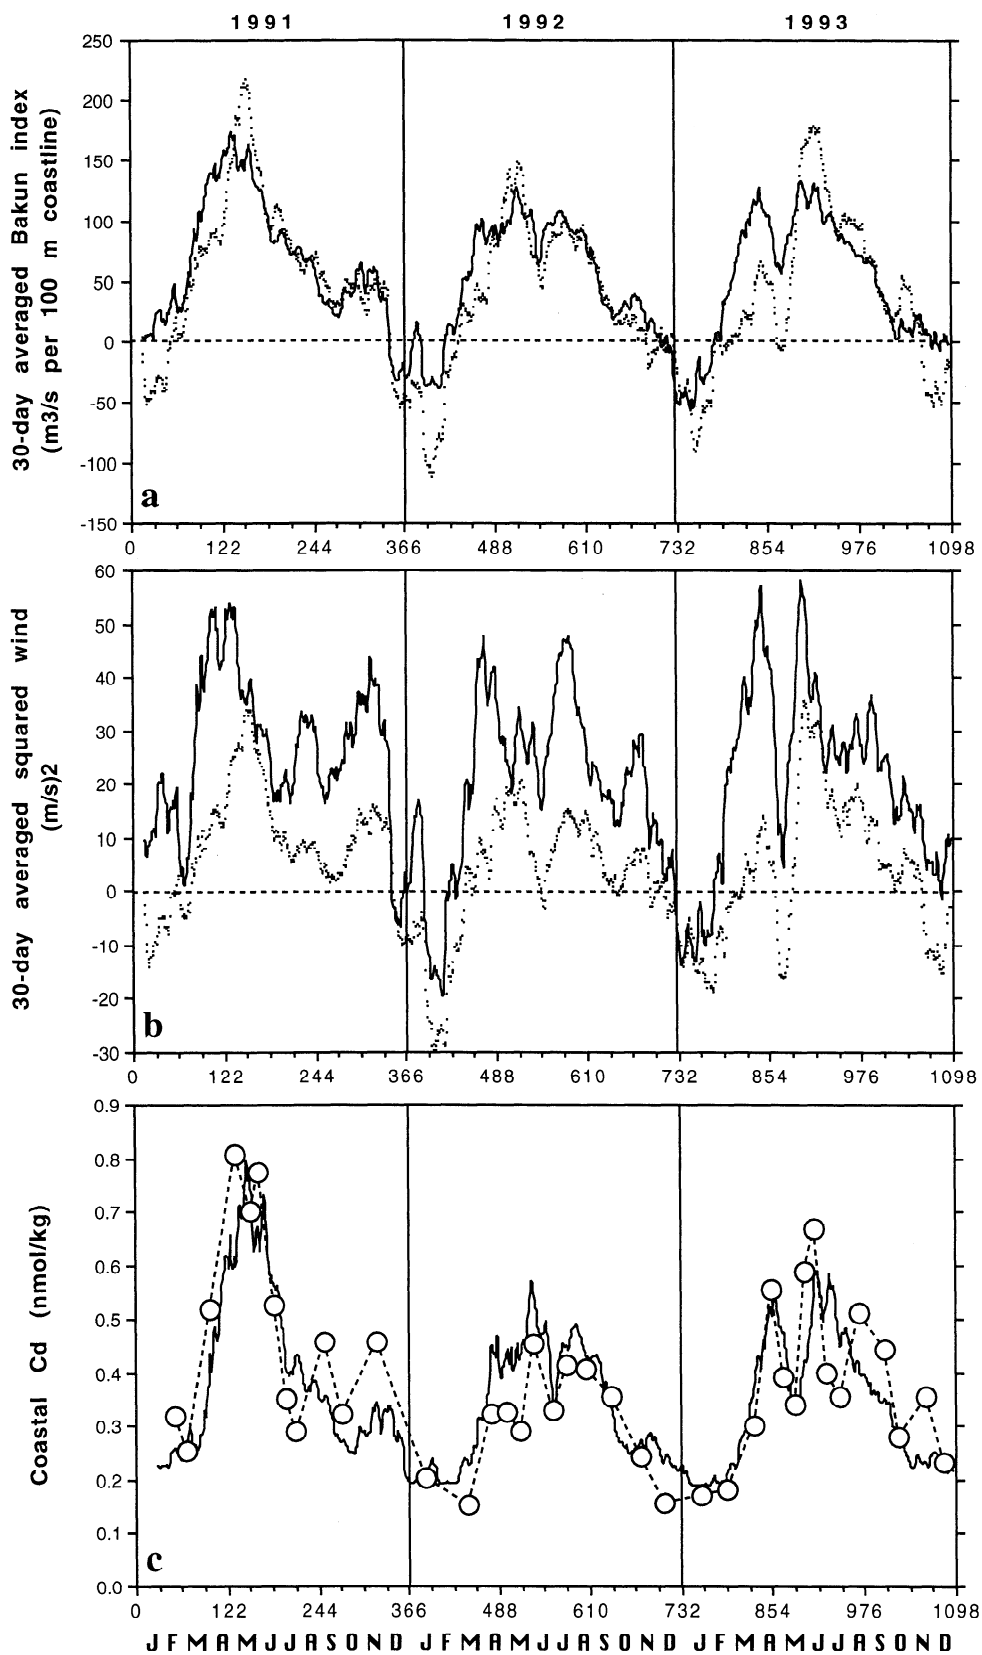 1991 1992 1993
30-day averaged Bakun index
(m3/s per 100 m coastline)
250
200
150
100
50
0
-50
-100
-150
a
0 122 244 366 488 610 732 854 976 1098
30-day averaged squared wind
(m/s)2
60
50
40
30
20
10
0
-10
-20
-30
b
0 122 244 366 488 610 732 854 976 1098
Coastal Cd (nmol/kg)
0.9
0.8
0.7
0.6
0.5
0.4
0.3
0.2
0.1
0.0
c
0 122 244 366 488 610 732 854 976 1098
J F M A M J J A S O N D J F M A M J J A S O N D J F M A M J J A S O N D